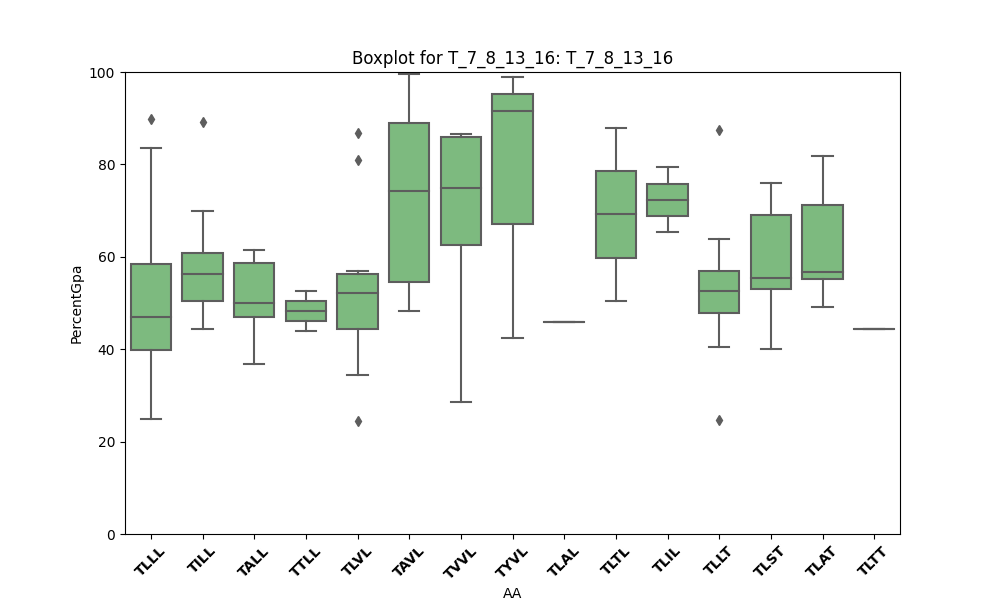 Boxplot for T_7_8_13_16: T_7_8_13_16
PercentGpa
100
80
60
40
20
0
TLLL
TILL
TALL
TTLL
TLVL
TAVL
TVVL
TYVL
TLAL
TLTL
TLIL
TLLT
TLST
TLAT
TLTT
AA